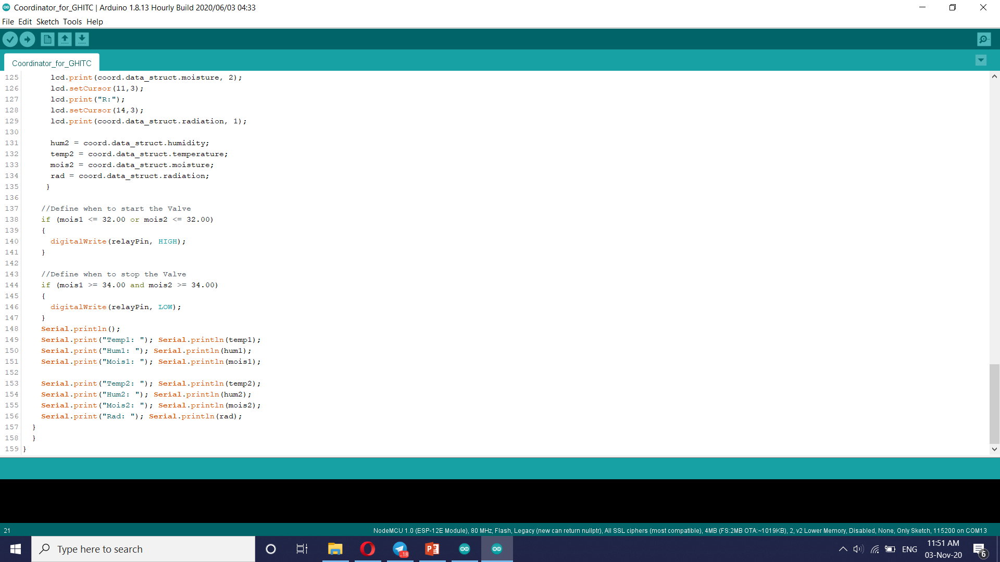 Coordinator_for_GHITC | Arduino 1.8.13 Hourly Build 2020/06/03 04:33
File Edit Sketch Tools Help
Coordinator_for_GHITC
125 lcd.print(coord.data_struct.moisture, 2);
126 lcd.setCursor(11,3);
127 lcd.print("R:");
128 lcd.setCursor(14,3);
129 lcd.print(coord.data_struct.radiation, 1);
130
131 hum2 = coord.data_struct.humidity;
132 temp2 = coord.data_struct.temperature;
133 mois2 = coord.data_struct.moisture;
134 rad = coord.data_struct.radiation;
135 }
136
137 //Define when to start the Valve
138 if (mois1 <= 32.00 or mois2 <= 32.00)
139 {
140 digitalWrite(relayPin, HIGH);
141 }
142
143 //Define when to stop the Valve
144 if (mois1 >= 34.00 and mois2 >= 34.00)
145 {
146 digitalWrite(relayPin, LOW);
147 }
148 Serial.println();
149 Serial.print("Temp1: "); Serial.println(temp1);
150 Serial.print("Hum1: "); Serial.println(hum1);
151 Serial.print("Mois1: "); Serial.println(mois1);
152
153 Serial.print("Temp2: "); Serial.println(temp2);
154 Serial.print("Hum2: "); Serial.println(hum2);
155 Serial.print("Mois2: "); Serial.println(mois2);
156 Serial.print("Rad: "); Serial.println(rad);
157 }
158 }
159 }
21 NodeMCU 1.0 (ESP-12E Module), 80 MHz, Flash, Legacy (new can return nullptr), All SSL ciphers (most compatible), 4MB (FS:2MB OTA:~1019KB), 2, v2 Lower Memory, Disabled, None, Only Sketch, 115200 on COM13
Type here to search
..18
P
ENG
11:51 AM
03-Nov-20
6